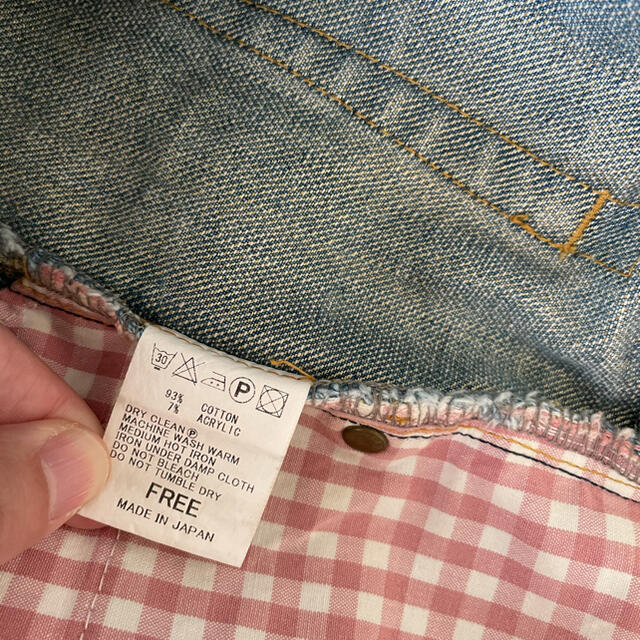 30 P
93% COTTON
7% ACRYLIC
DRY CLEAN Ⓟ
MACHINE WASH WARM
MEDIUM HOT IRON
IRON UNDER DAMP CLOTH
DO NOT BLEACH
DO NOT TUMBLE DRY
FREE
MADE IN JAPAN